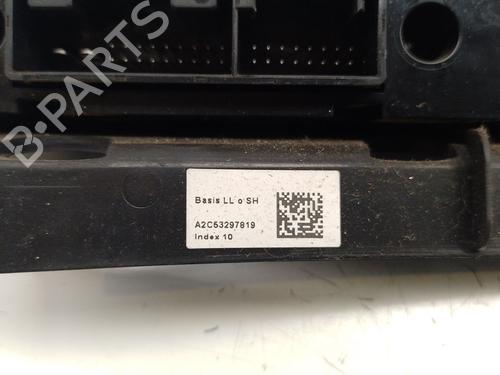 Basis LL o SH
A2C53297819
Index 10
B-PARTS